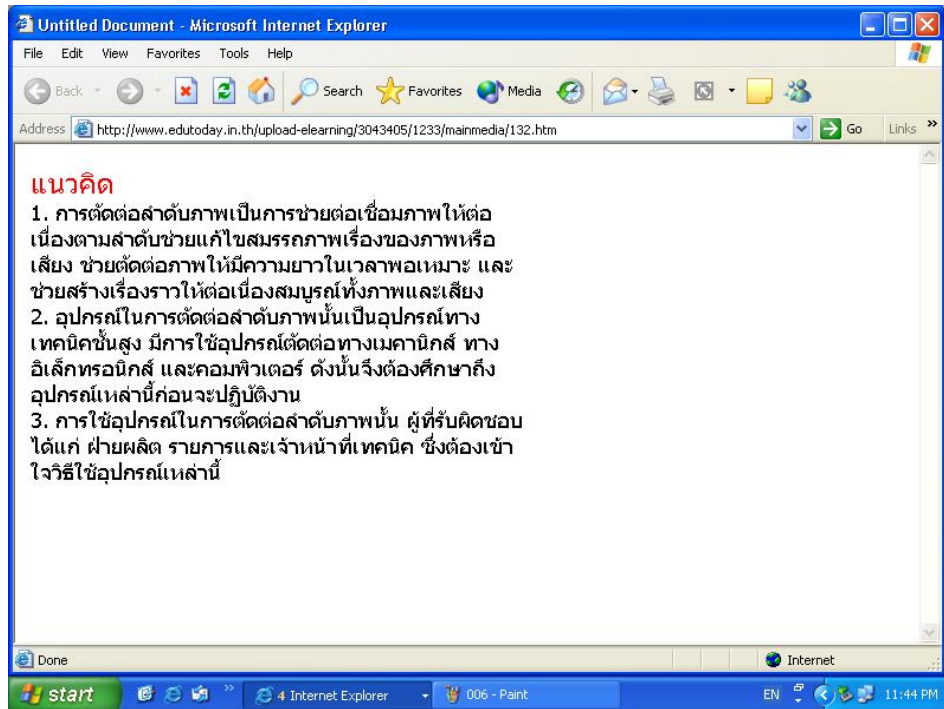 Untitled Document - Microsoft Internet Explorer
File Edit View Favorites Tools Help
Back Search Favorites Media
Address http://www.edutoday.in.th/upload-elearning/3043405/1233/mainmedia/132.htm Go Links »
แนวคิด
1. การตัดต่อลำดับภาพเป็นการช่วยต่อเชื่อมภาพให้ต่อ
เนื่องตามลำดับช่วยแก้ไขสมรรถภาพเรื่องของภาพหรือ
เสียง ช่วยตัดต่อภาพให้มีความยาวในเวลาพอเหมาะ และ
ช่วยสร้างเรื่องราวให้ต่อเนื่องสมบูรณ์ทั้งภาพและเสียง
2. อุปกรณ์ในการตัดต่อลำดับภาพนั้นเป็นอุปกรณ์ทาง
เทคนิคชั้นสูง มีการใช้อุปกรณ์ตัดต่อทางเมคานิกส์ ทาง
อิเล็กทรอนิกส์ และคอมพิวเตอร์ ดังนั้นจึงต้องศึกษาถึง
อุปกรณ์เหล่านี้ก่อนจะปฏิบัติงาน
3. การใช้อุปกรณ์ในการตัดต่อลำดับภาพนั้น ผู้ที่รับผิดชอบ
ได้แก่ ฝ่ายผลิต รายการและเจ้าหน้าที่เทคนิค ซึ่งต้องเข้า
ใจวิธีใช้อุปกรณ์เหล่านี้
Done Internet
start » 4 Internet Explorer 006 - Paint EN 11:44 PM